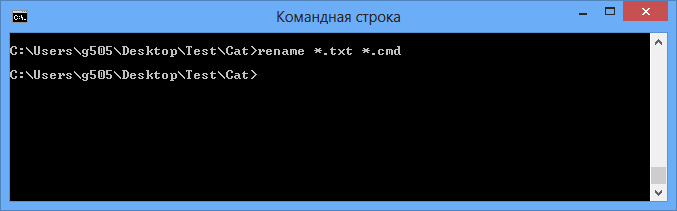 Командная строка
C:\Users\g505\Desktop\Test\Cat>rename *.txt *.cmd
C:\Users\g505\Desktop\Test\Cat>